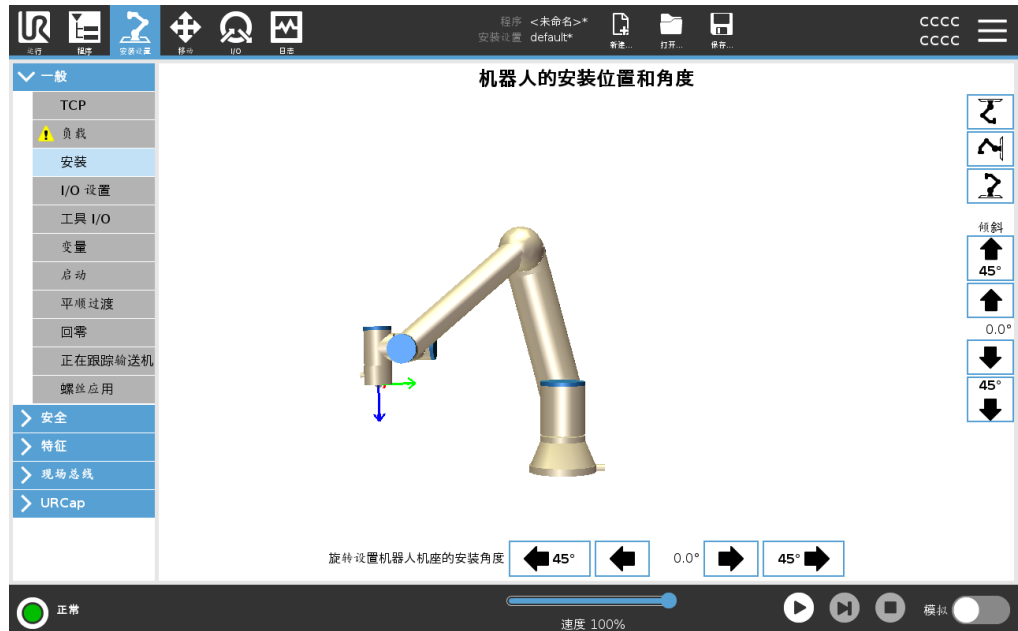 UR
运行
程序
安装设置
移动
I/O
日志
程序 <未命名>*
安装设置 default*
新建...
打开...
保存...
CCCC
CCCC
一般
TCP
负载
安装
I/O 设置
工具 I/O
变量
启动
平顺过渡
回零
正在跟踪输送机
螺丝应用
安全
特征
现场总线
URCap
机器人的安装位置和角度
倾斜
45°
0.0°
45°
旋转设置机器人机座的安装角度
45°
0.0°
45°
正常
速度 100%
模拟